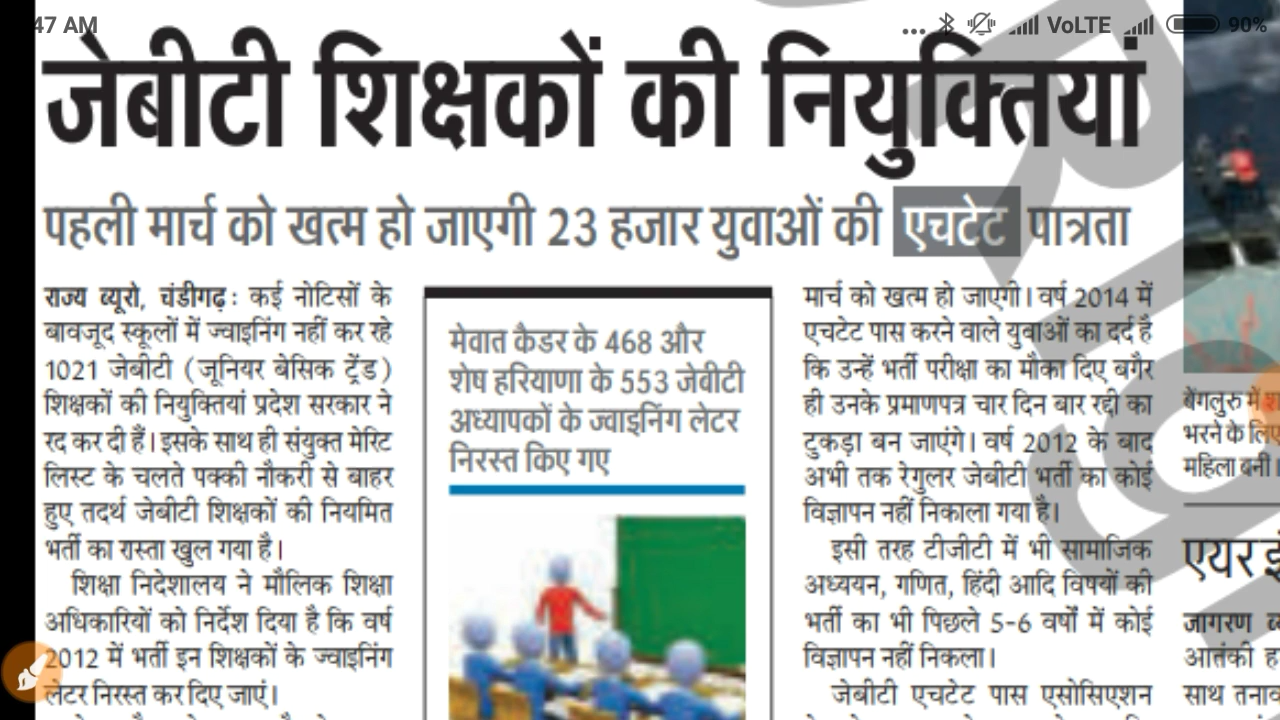 47 AM
... VoLTE 90%
जेबीटी शिक्षकों की नियुक्तियां
पहली मार्च को खत्म हो जाएगी 23 हजार युवाओं की एचटेट पात्रता
राज्य ब्यूरो, चंडीगढ़ : कई नोटिसों के
बावजूद स्कूलों में ज्वाइनिंग नहीं कर रहे
1021 जेबीटी (जूनियर बेसिक ट्रेंड)
शिक्षकों की नियुक्तियां प्रदेश सरकार ने
रद कर दी हैं। इसके साथ ही संयुक्त मेरिट
लिस्ट के चलते पक्की नौकरी से बाहर
हुए तदर्थ जेबीटी शिक्षकों की नियमित
भर्ती का रास्ता खुल गया है।
शिक्षा निदेशालय ने मौलिक शिक्षा
अधिकारियों को निर्देश दिया है कि वर्ष
2012 में भर्ती इन शिक्षकों के ज्वाइनिंग
लेटर निरस्त कर दिए जाएं।
मेवात कैडर के 468 और
शेष हरियाणा के 553 जेवीटी
अध्यापकों के ज्वाइनिंग लेटर
निरस्त किए गए
मार्च को खत्म हो जाएगी। वर्ष 2014 में
एचटेट पास करने वाले युवाओं का दर्द है
कि उन्हें भर्ती परीक्षा का मौका दिए बगैर
ही उनके प्रमाणपत्र चार दिन बार रद्दी का
टुकड़ा बन जाएंगे। वर्ष 2012 के बाद
अभी तक रेगुलर जेबीटी भर्ती का कोई
विज्ञापन नहीं निकाला गया है।
इसी तरह टीजीटी में भी सामाजिक
अध्ययन, गणित, हिंदी आदि विषयों की
भर्ती का भी पिछले 5-6 वर्षों में कोई
विज्ञापन नहीं निकला।
जेबीटी एचटेट पास एसोसिएशन
बेंगलुरु में
भरने के लिए
महिला बनी।
एयर
जागरण
आतंकी
साथ तनाव